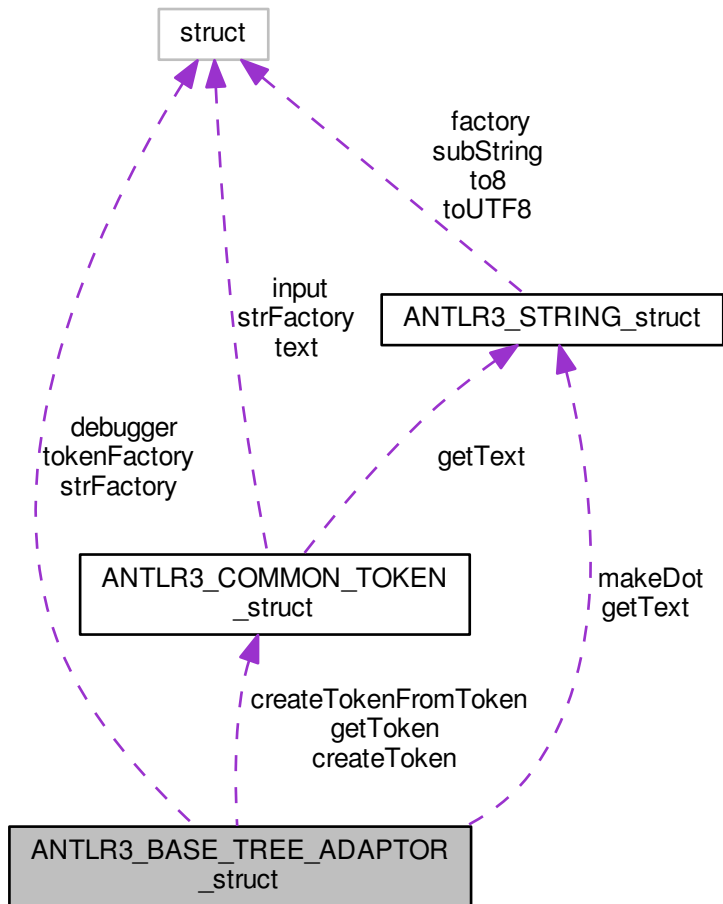 struct
factory
subString
to8
toUTF8
input
strFactory
text
ANTLR3_STRING_struct
debugger
tokenFactory
strFactory
getText
ANTLR3_COMMON_TOKEN
_struct
makeDot
getText
createTokenFromToken
getToken
createToken
ANTLR3_BASE_TREE_ADAPTOR
_struct